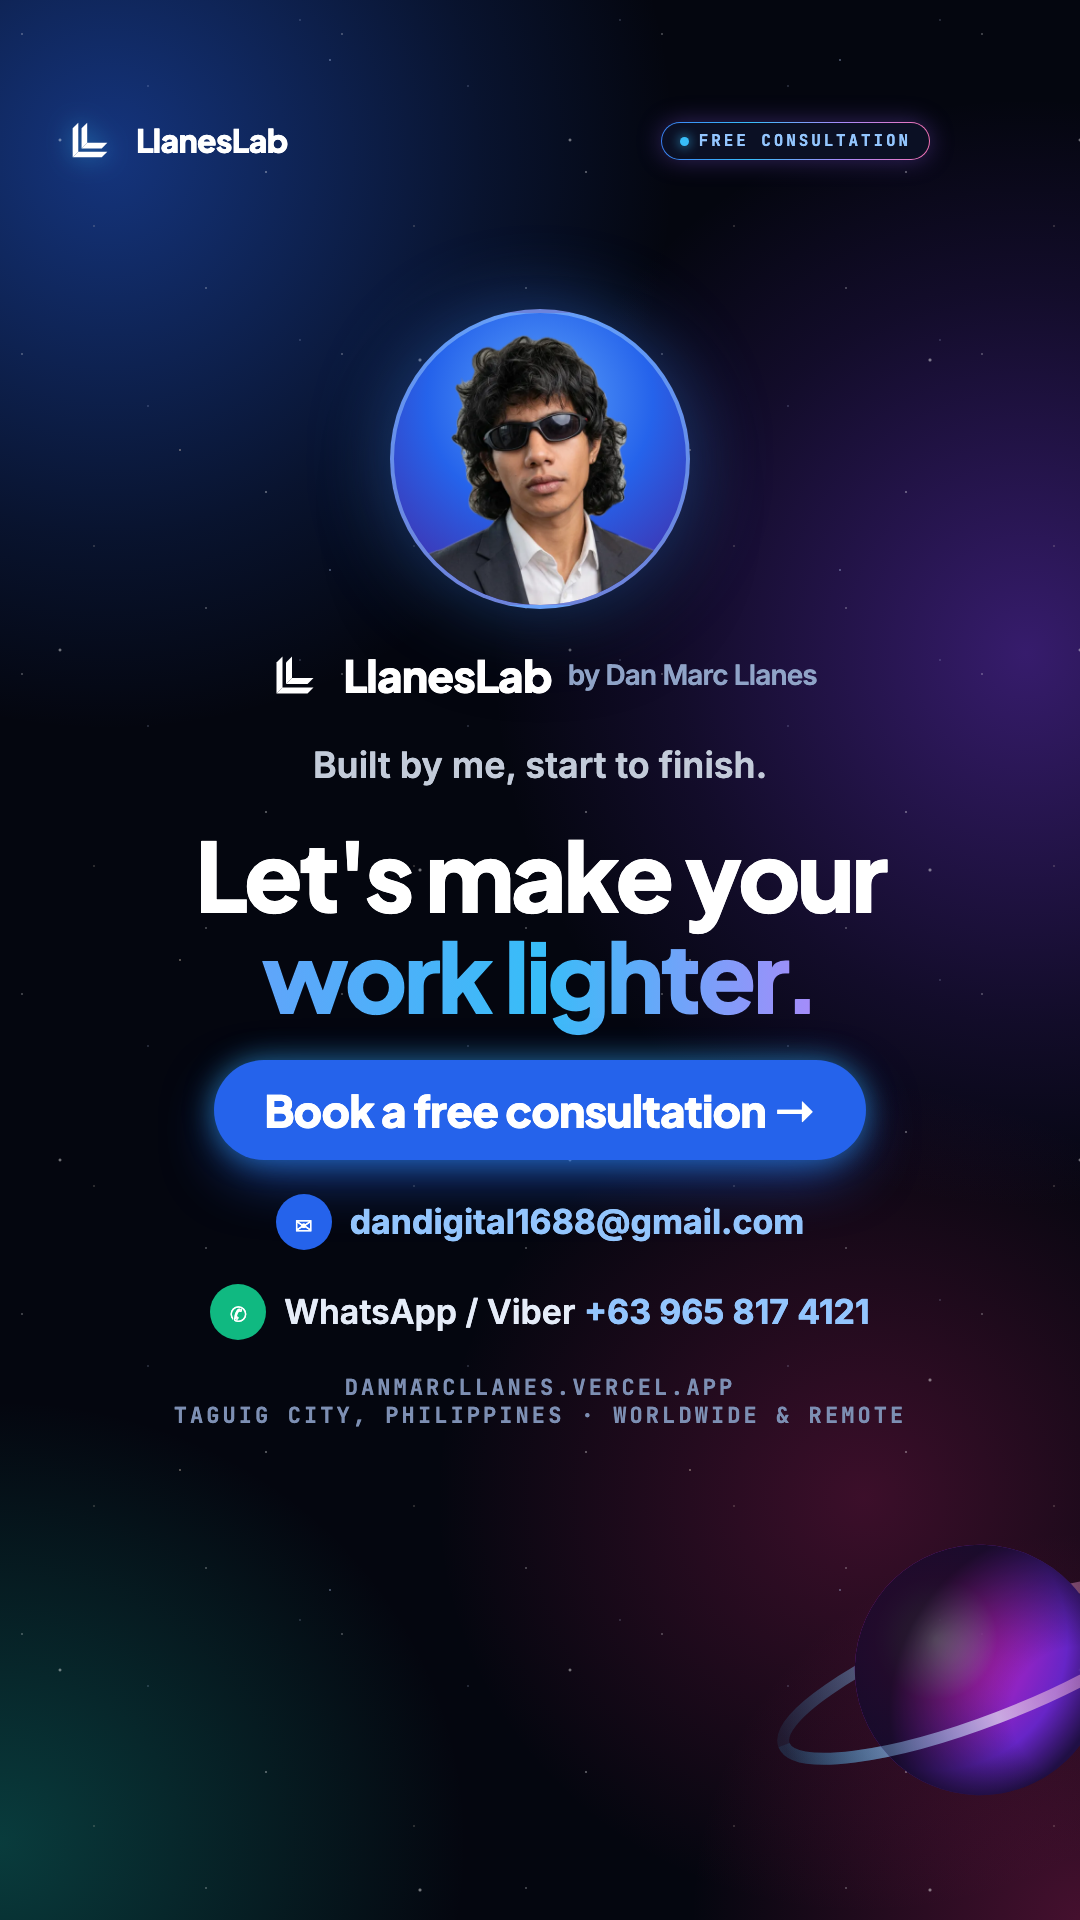 LlanesLab
FREE CONSULTATION
LlanesLab by Dan Marc Llanes
Built by me, start to finish.
Let's make your
work lighter.
Book a free consultation →
dandigital1688@gmail.com
WhatsApp / Viber +63 965 817 4121
DANMARCLLANES.VERCEL.APP
TAGUIG CITY, PHILIPPINES · WORLDWIDE & REMOTE